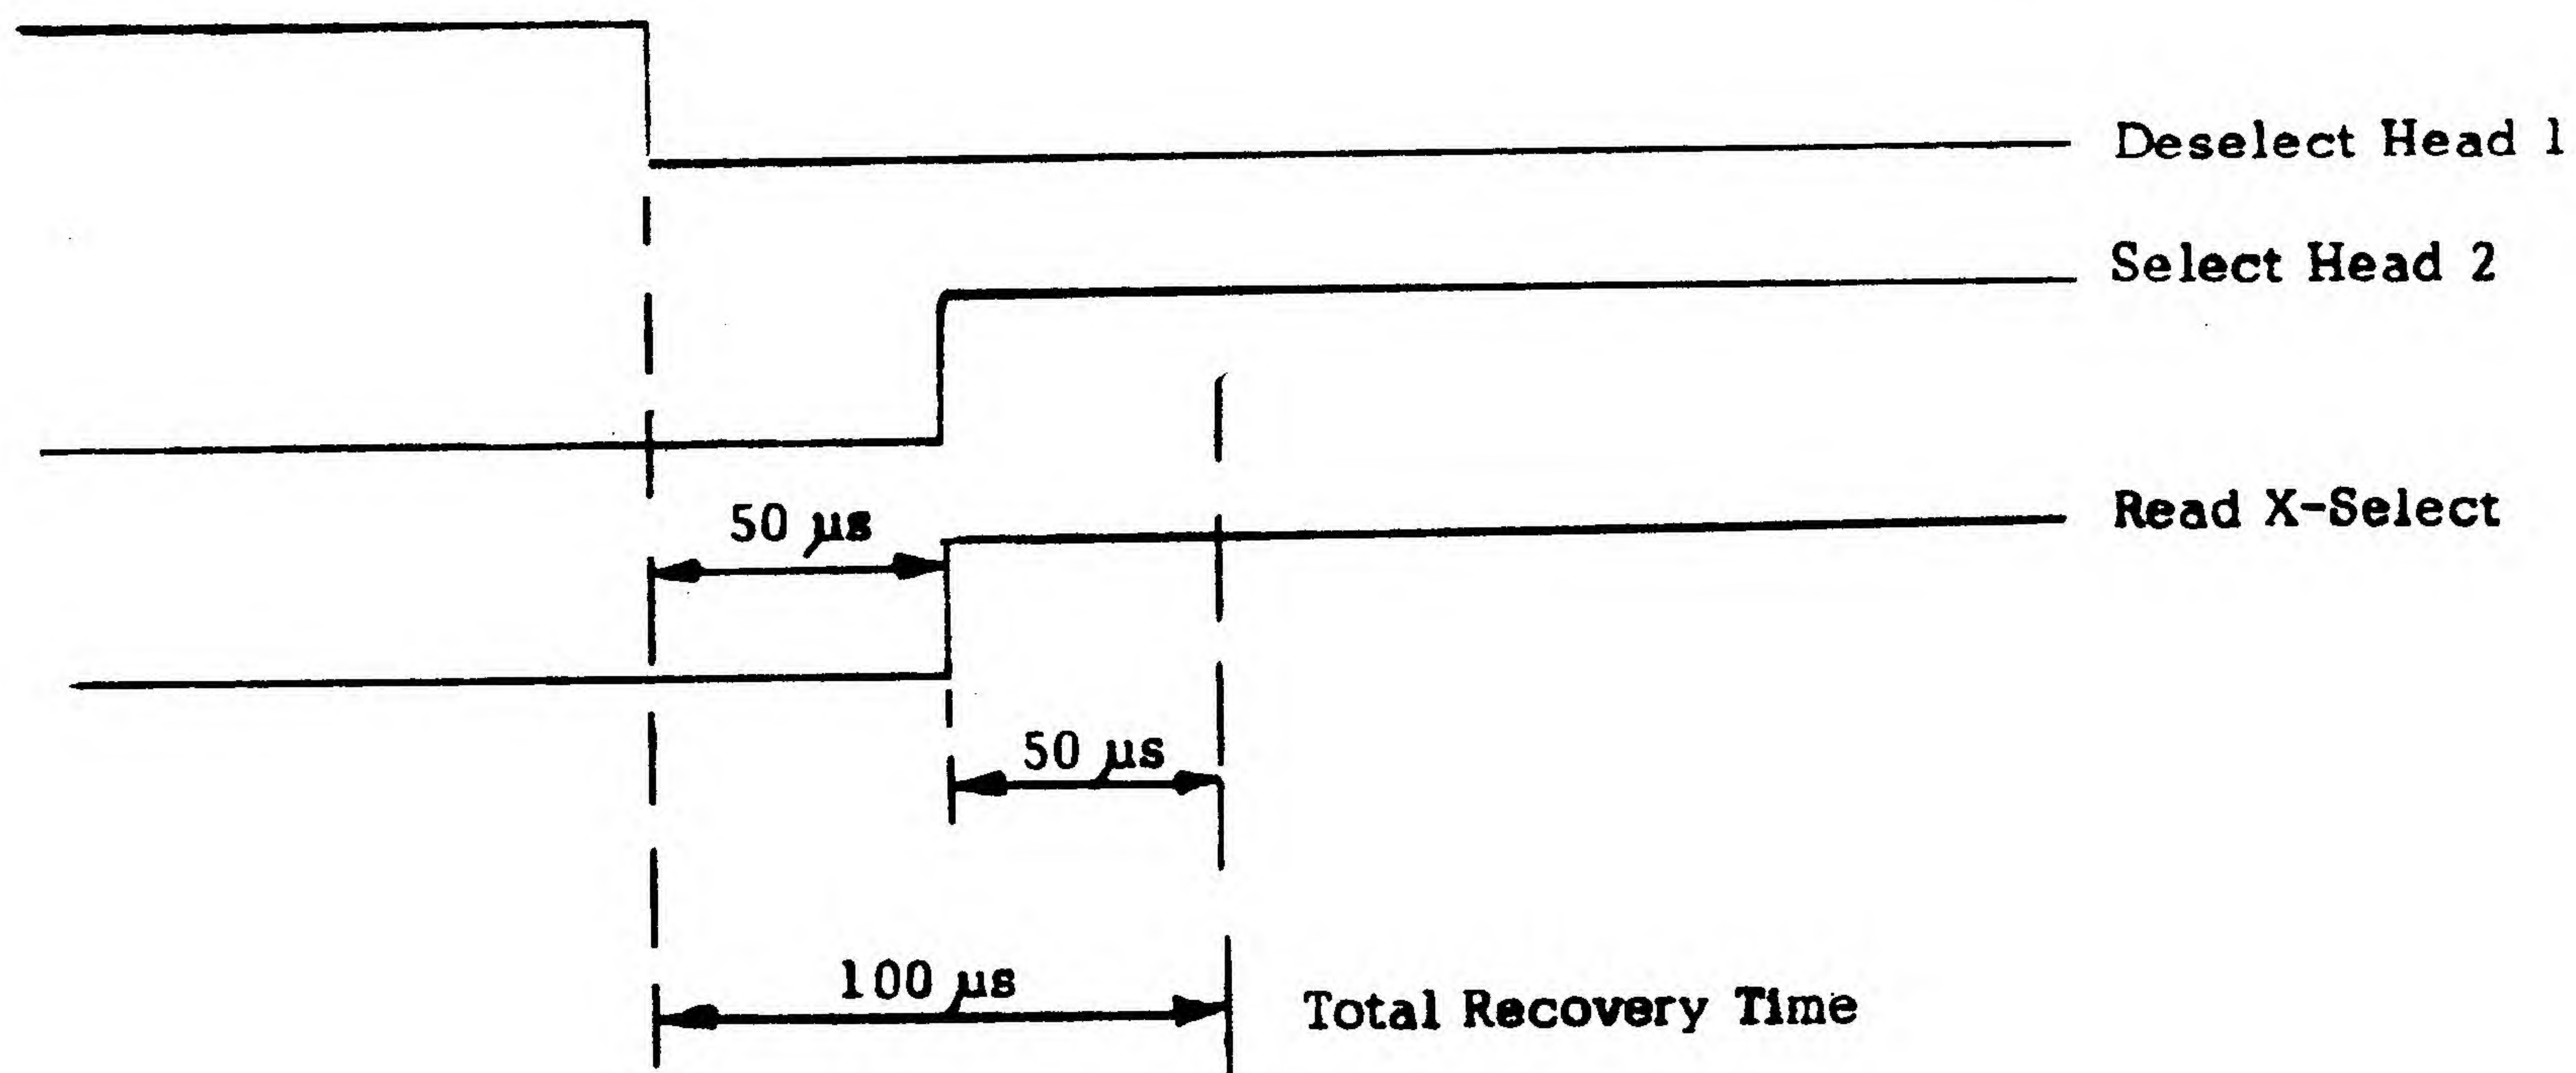 Deselect Head 1
Select Head 2
Read X-Select
50 µs
50 µs
100 µs
Total Recovery Time